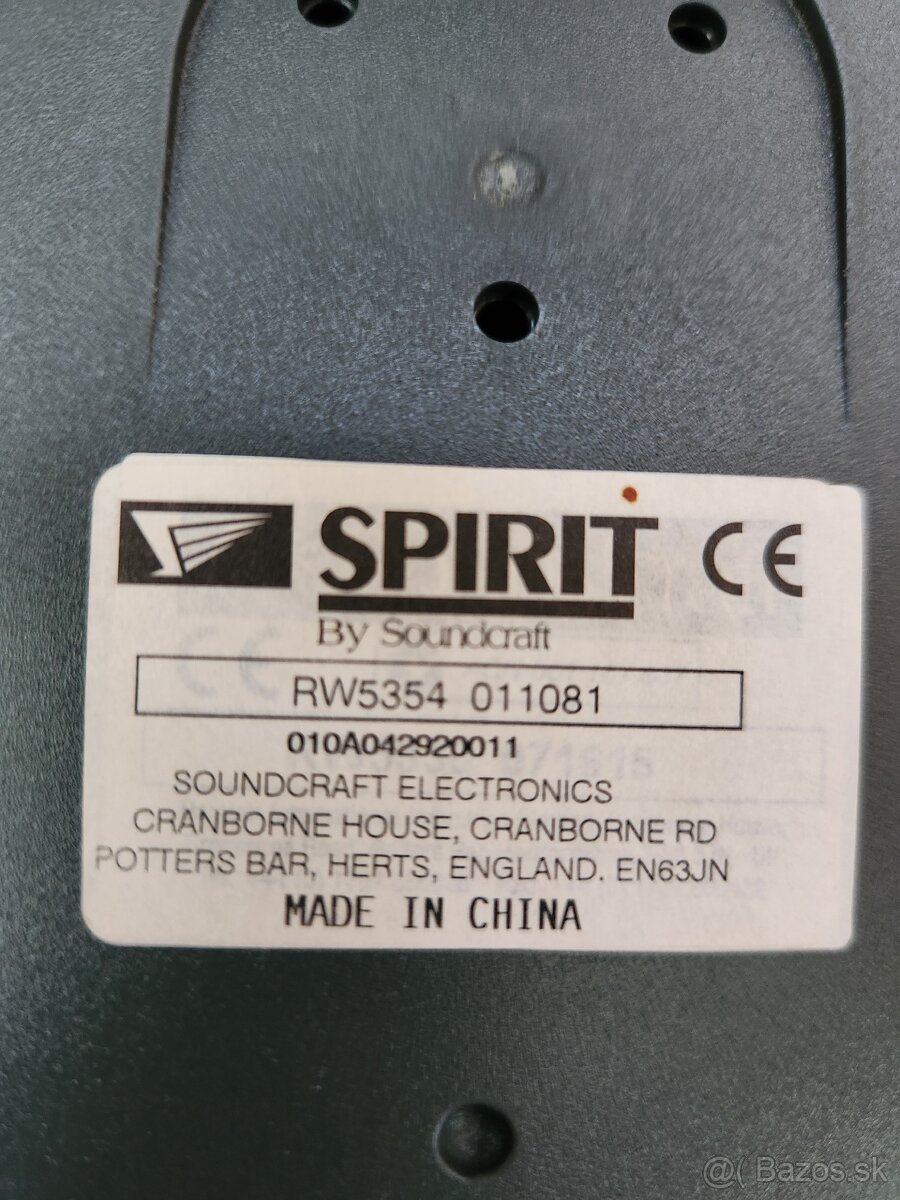 SPIRIT CE
By Soundcraft
RW5354 011081
010A042920011
SOUNDCRAFT ELECTRONICS
CRANBORNE HOUSE, CRANBORNE RD
POTTERS BAR, HERTS, ENGLAND. EN63JN
MADE IN CHINA
@( Bazos.sk